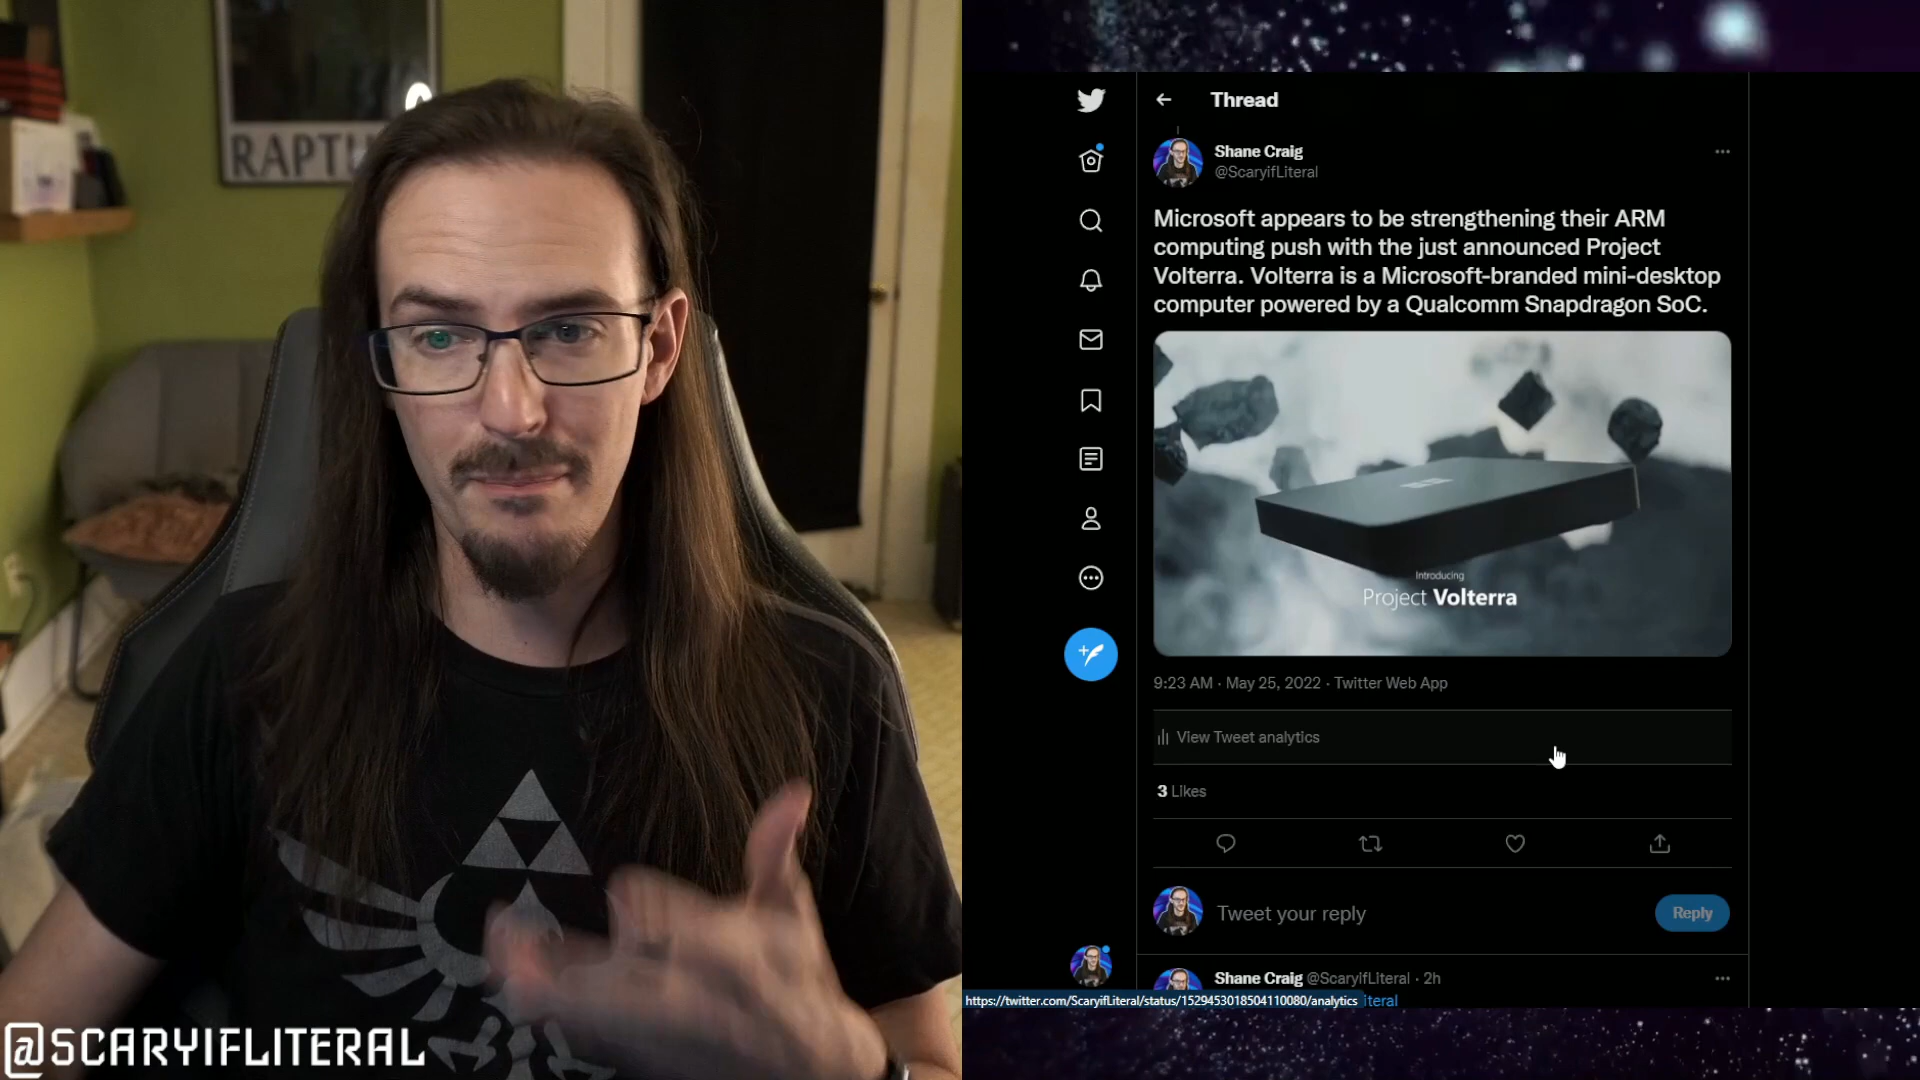 RAPTU
@SCARYIFLITERAL
Thread
Shane Craig
@ScaryifLiteral
Microsoft appears to be strengthening their ARM
computing push with the just announced Project
Volterra. Volterra is a Microsoft-branded mini-desktop
computer powered by a Qualcomm Snapdragon SoC.
Introducing
Project Volterra
9:23 AM · May 25, 2022 · Twitter Web App
View Tweet analytics
3 Likes
Tweet your reply
Reply
Shane Craig @ScaryifLiteral · 2h
https://twitter.com/ScaryifLiteral/status/1529453018504110080/analytics
iteral